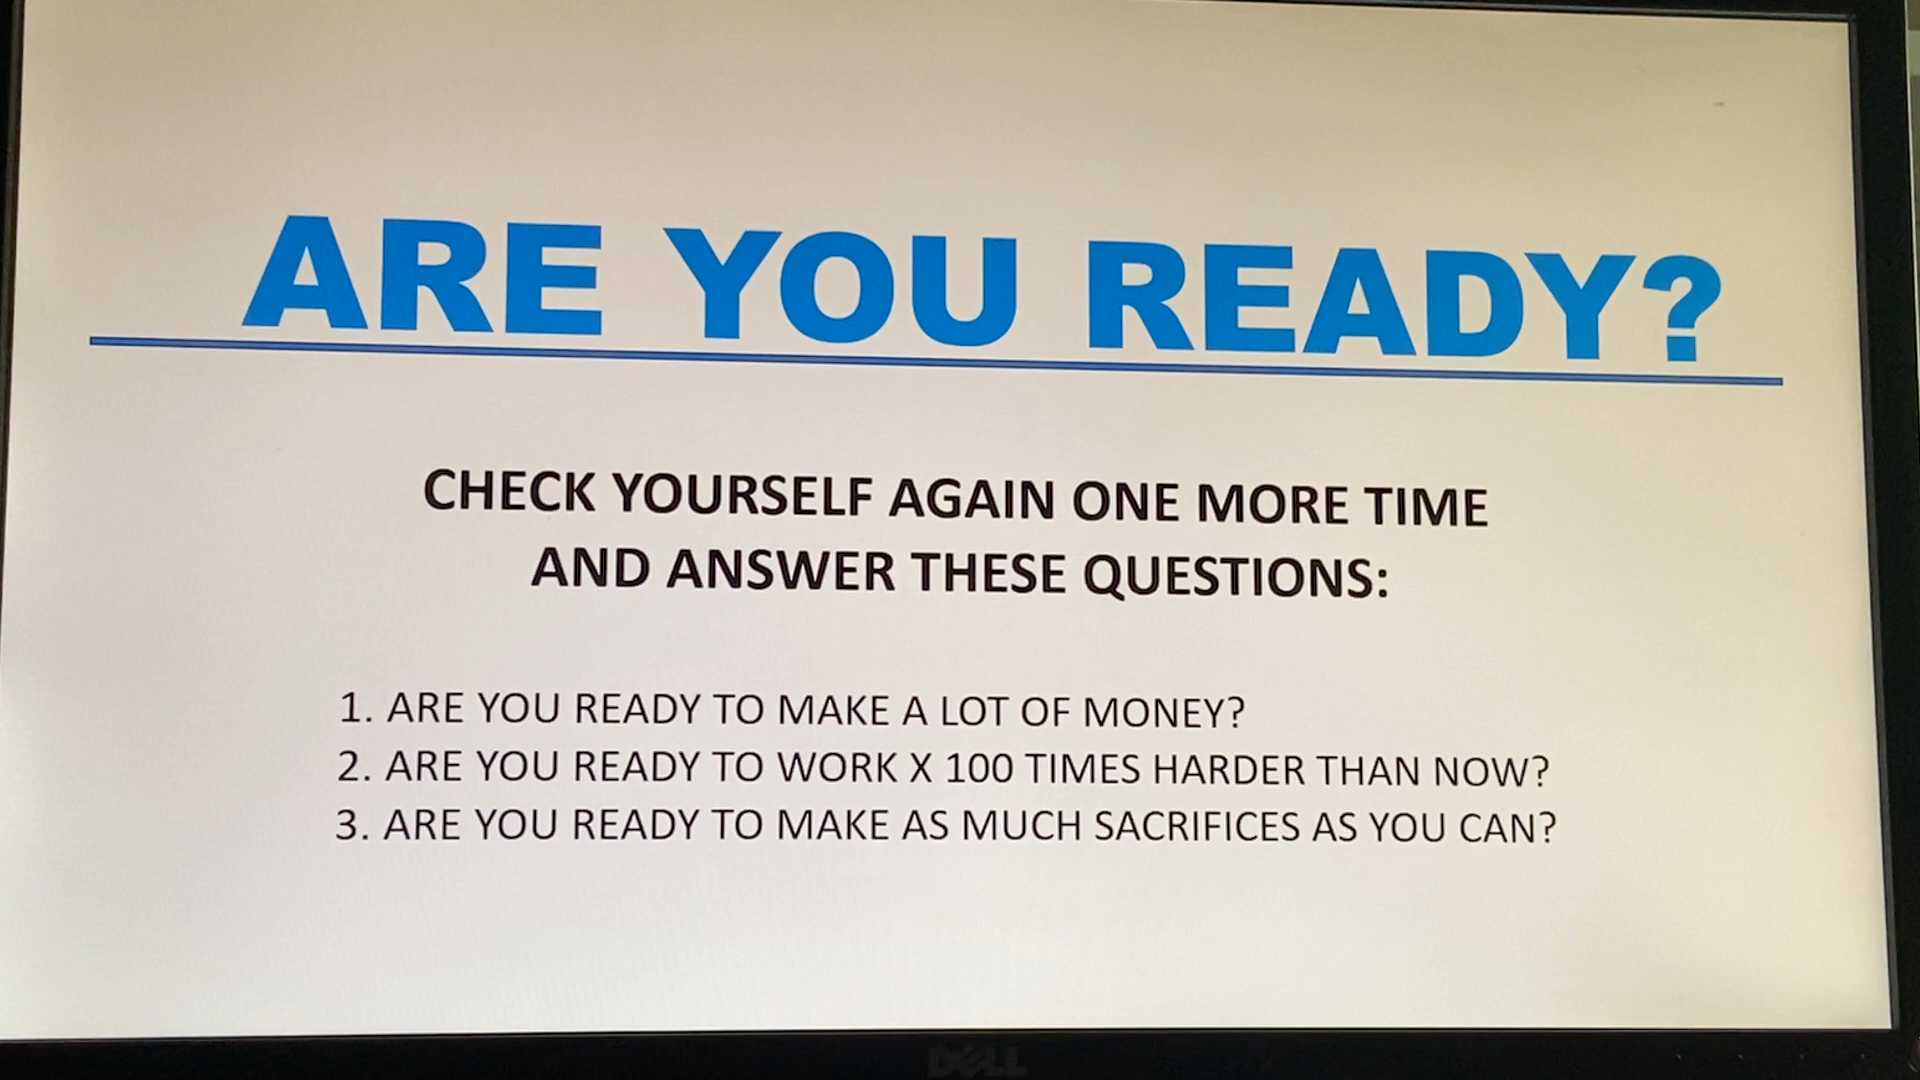 ARE YOU READY?
CHECK YOURSELF AGAIN ONE MORE TIME
AND ANSWER THESE QUESTIONS:
1. ARE YOU READY TO MAKE A LOT OF MONEY?
2. ARE YOU READY TO WORK X 100 TIMES HARDER THAN NOW?
3. ARE YOU READY TO MAKE AS MUCH SACRIFICES AS YOU CAN?
DELL